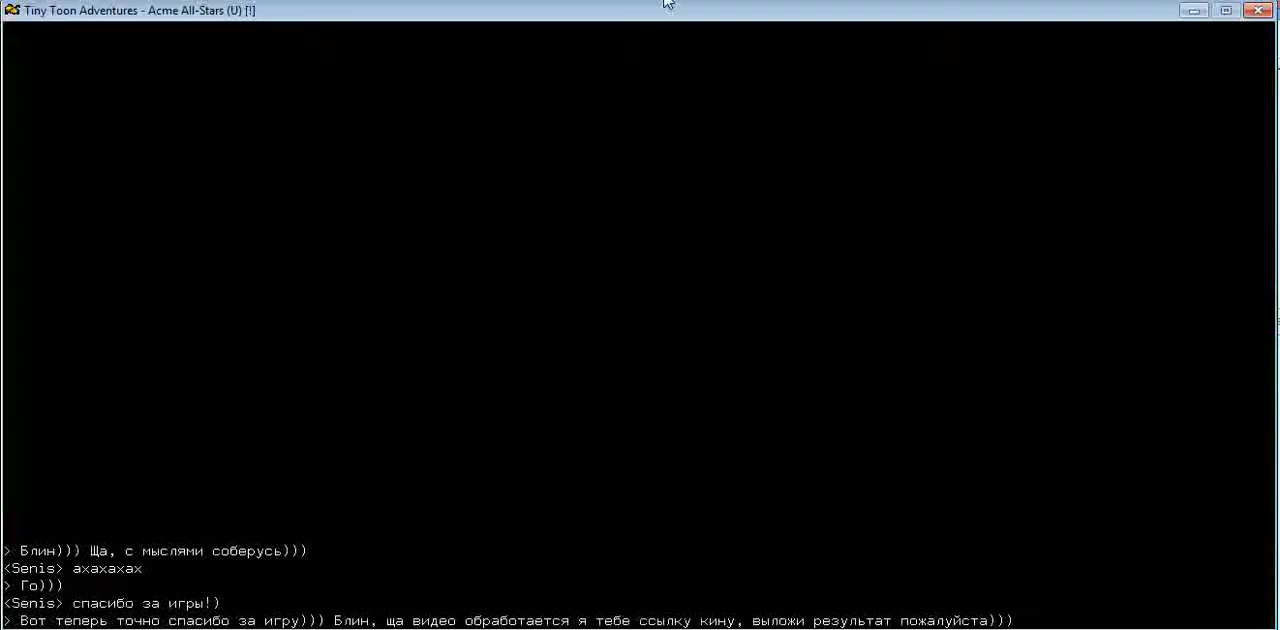 Tiny Toon Adventures - Acme All-Stars (U) [!]
> Блин))) Ща, с мыслями соберусь)))
<Senis> ахахахах
> Го)))
<Senis> спасибо за игры!)
> Вот теперь точно спасибо за игру))) Блин, ща видео обработается я тебе ссылку кину, выложи результат пожалуйста)))